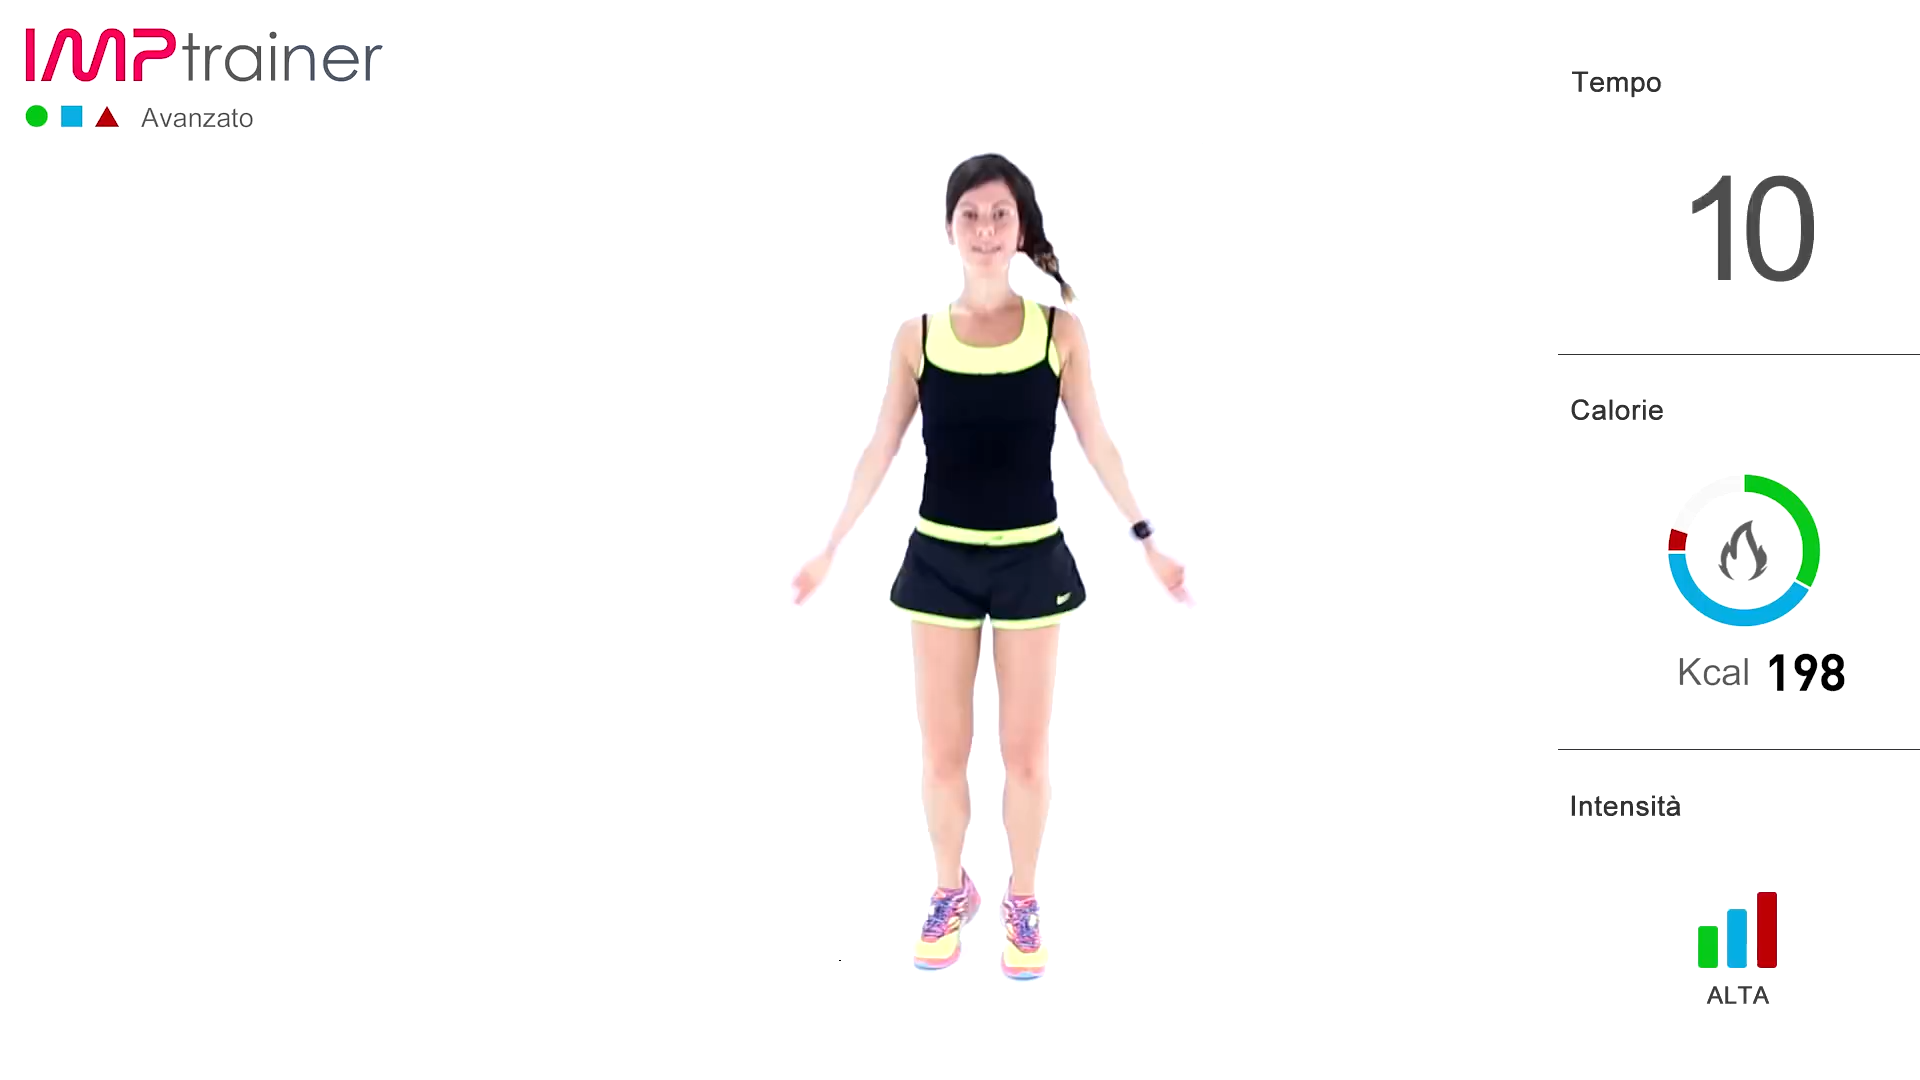 IMPtrainer
Avanzato
Tempo
10
Calorie
Kcal 198
Intensità
ALTA